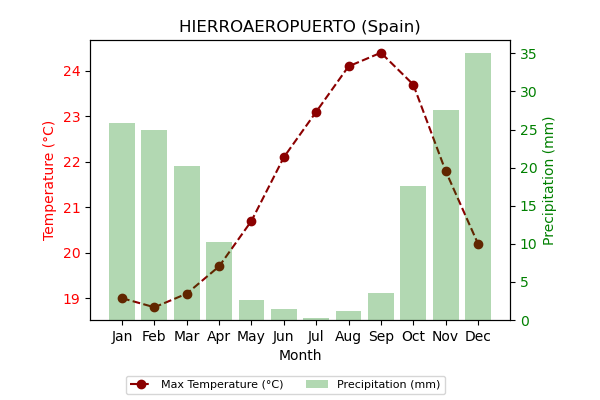 HIERROAEROPUERTO (Spain)
Temperature (°C)
24
23
22
21
20
19
35
30
25
20
15
10
5
0
Precipitation (mm)
Jan Feb Mar Apr May Jun Jul Aug Sep Oct Nov Dec
Month
Max Temperature (°C) Precipitation (mm)